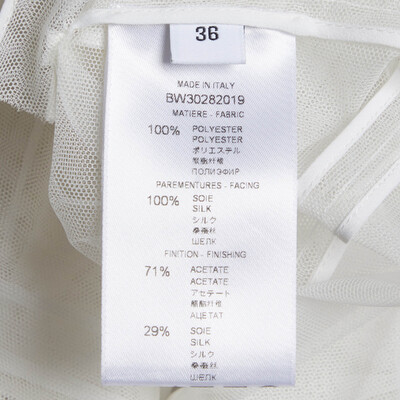 36
MADE IN ITALY
BW30282019
MATIERE - FABRIC
100% POLYESTER
POLYESTER
ポリエステル
聚酯纤维
ПОЛИЭФИР
PAREMENTURES - FACING
100% SOIE
SILK
シルク
桑蚕丝
ШЕЛК
FINITION - FINISHING
71% ACETATE
ACETATE
アセテート
醋酯纤维
АЦЕТАТ
29% SOIE
SILK
シルク
桑蚕丝
ШЕЛК